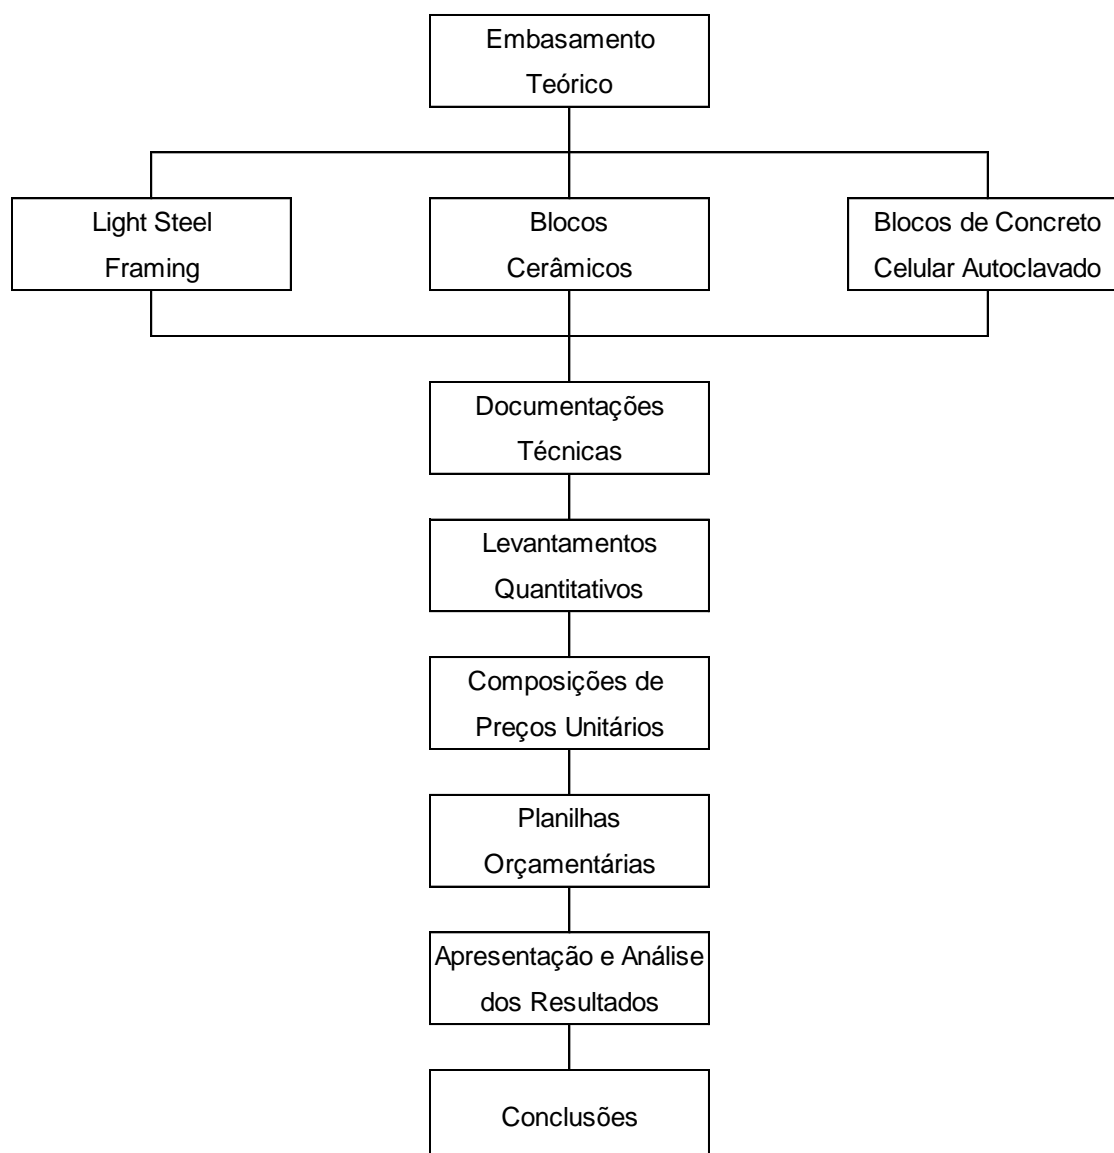 Embasamento
Teórico
Light Steel
Framing
Blocos
Cerâmicos
Blocos de Concreto
Celular Autoclavado
Documentações
Técnicas
Levantamentos
Quantitativos
Composições de
Preços Unitários
Planilhas
Orçamentárias
Apresentação e Análise
dos Resultados
Conclusões